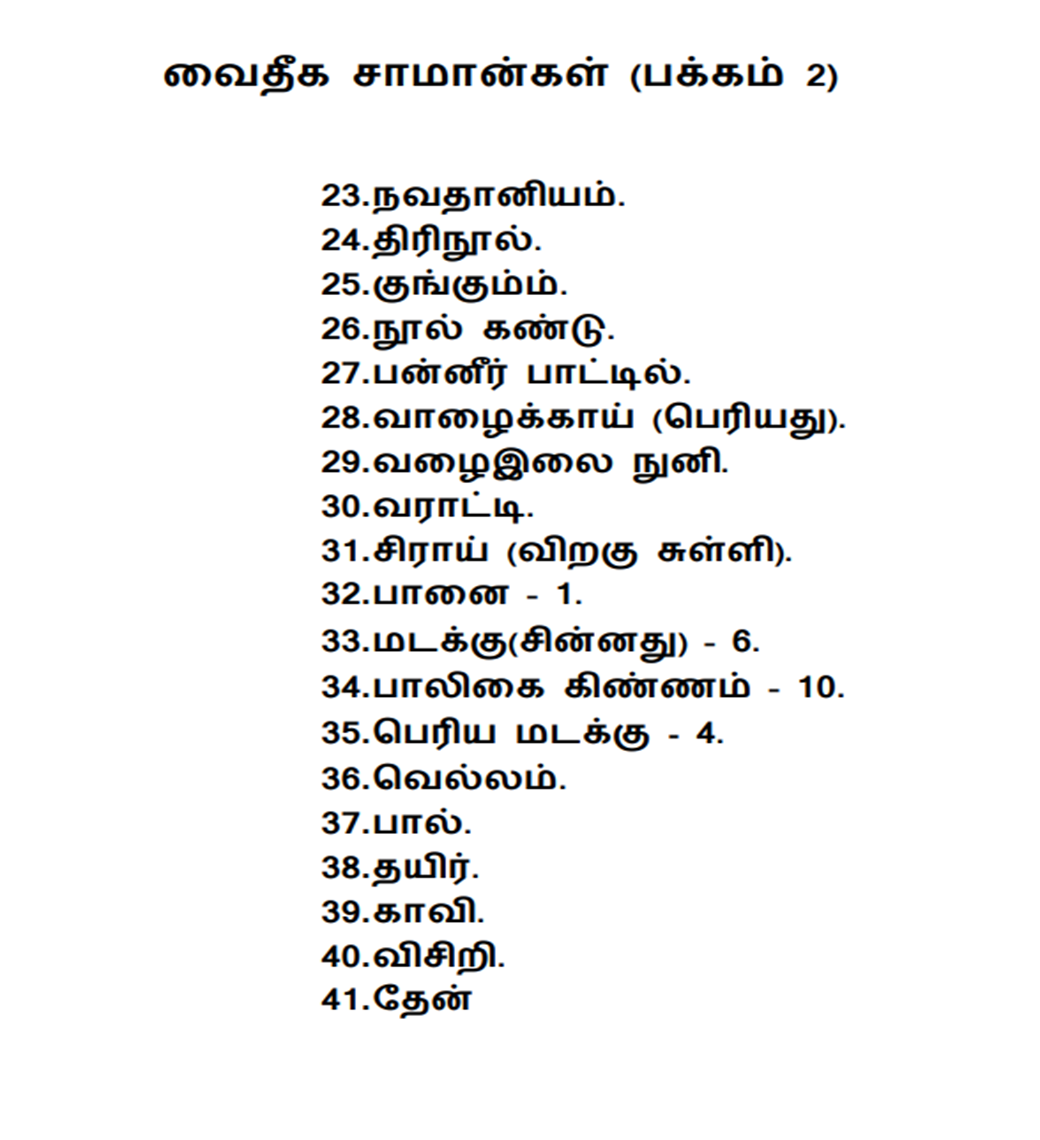 வைதீக சாமான்கள் (பக்கம் 2)
23.நவதானியம்.
24.திரிநூல்.
25.குங்கும்ம்.
26.நூல் கண்டு.
27.பன்னீர் பாட்டில்.
28.வாழைக்காய் (பெரியது).
29.வழைஇலை நுனி.
30.வராட்டி.
31.சிராய் (விறகு சுள்ளி).
32.பானை - 1.
33.மடக்கு(சின்னது) - 6.
34.பாலிகை கிண்ணம் - 10.
35.பெரிய மடக்கு - 4.
36.வெல்லம்.
37.பால்.
38.தயிர்.
39.காவி.
40.விசிறி.
41.தேன்